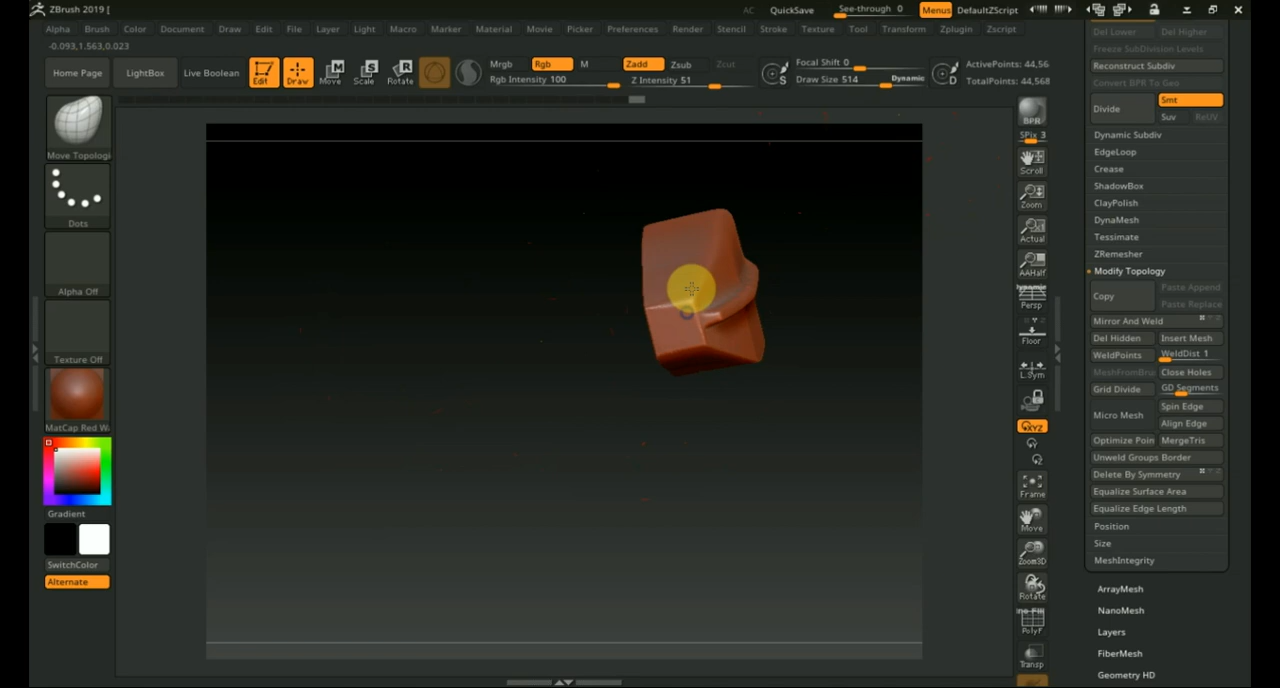 ZBrush 2019 [
AC QuickSave See-through 0 Menus DefaultZScript
Alpha Brush Color Document Draw Edit File Layer Light Macro Marker Material Movie Picker Preferences Render Stencil Stroke Texture Tool Transform Zplugin Zscript
-0.093,1.563,0.023
Home Page LightBox Live Boolean Edit Draw Move Scale Rotate
Mrgb Rgb M Zadd Zsub Zcut
Rgb Intensity 100 Z Intensity 51
Focal Shift 0
Draw Size 514 Dynamic
S D
ActivePoints: 44,56
TotalPoints: 44,568
Move Topologi
Dots
Alpha Off
Texture Off
MatCap Red W
Gradient
SwitchColor
Alternate
BPR
SPix 3
Scroll
Zoom
Actual
AAHalf
Persp
Floor
L.Sym
XYZ
Frame
Move
Zoom3D
Rotate
PolyF
Transp
Del Lower Del Higher
Freeze SubDivision Levels
Reconstruct Subdiv
Convert BPR To Geo
Divide Smt
Suv ReUV
Dynamic Subdiv
EdgeLoop
Crease
ShadowBox
ClayPolish
DynaMesh
Tessimate
ZRemesher
Modify Topology
Copy Paste Append
Paste Replace
Mirror And Weld
Del Hidden Insert Mesh
WeldPoints WeldDist 1
MeshFromBru Close Holes
Grid Divide GD Segments
Micro Mesh Spin Edge
Align Edge
Optimize Poin MergeTris
Unweld Groups Border
Delete By Symmetry
Equalize Surface Area
Equalize Edge Length
Position
Size
MeshIntegrity
ArrayMesh
NanoMesh
Layers
FiberMesh
Geometry HD